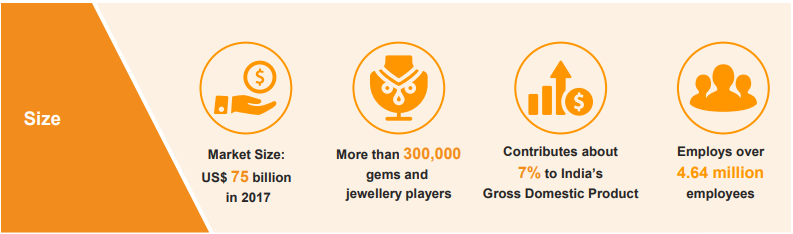 Size
Market Size:
US$ 75 billion
in 2017
More than 300,000
gems and
jewellery players
Contributes about
7% to India's
Gross Domestic Product
Employs over
4.64 million
employees
$
$